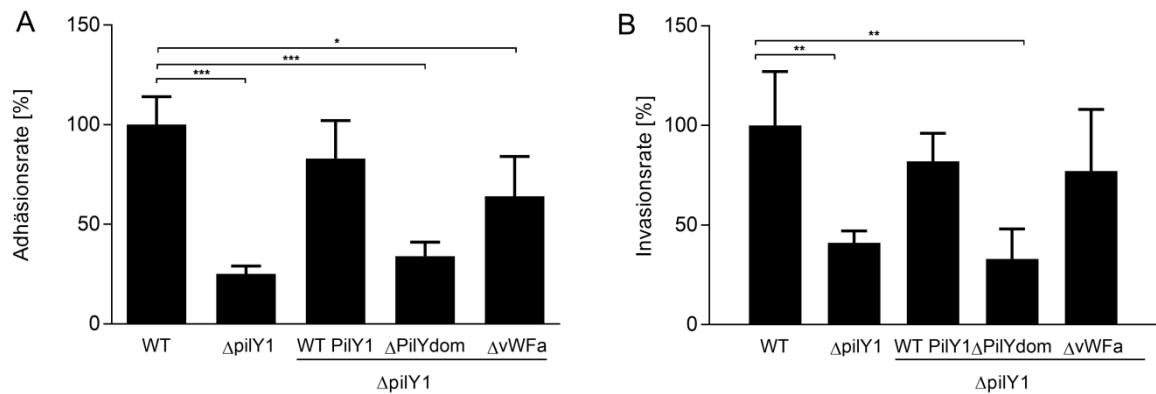 A
Adhäsionsrate [%]
150
100
50
0
*
***
***
WT
ΔpilY1
WT PilY1
ΔPilYdom
ΔvWFa
ΔpilY1
B
Invasionsrate [%]
150
100
50
0
**
**
WT
ΔpilY1
WT PilY1
ΔPilYdom
ΔvWFa
ΔpilY1